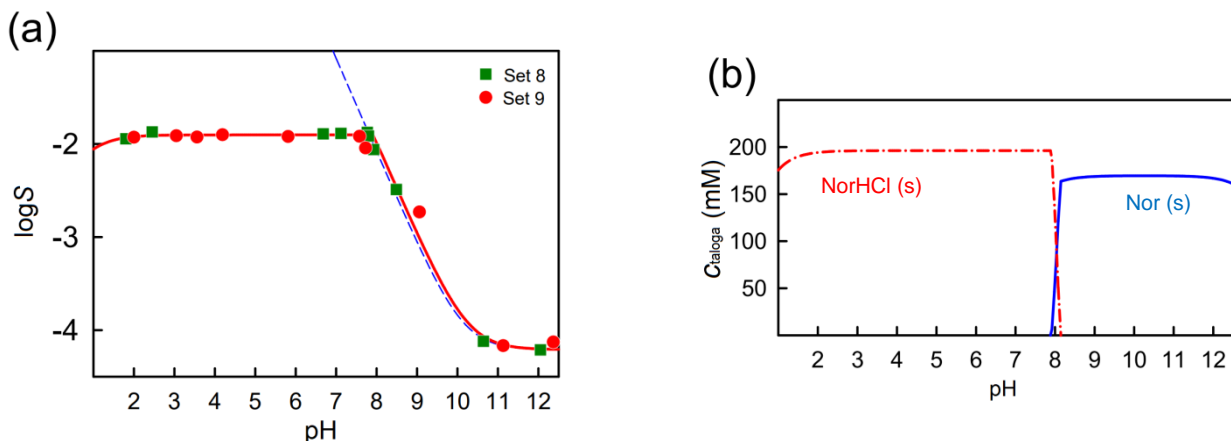 (a)
Set 8
Set 9
-2
-3
-4
logS
2 3 4 5 6 7 8 9 10 11 12
pH
(b)
200
150
100
50
Ctaloga (mM)
NorHCl (s)
Nor (s)
2 3 4 5 6 7 8 9 10 11 12
pH